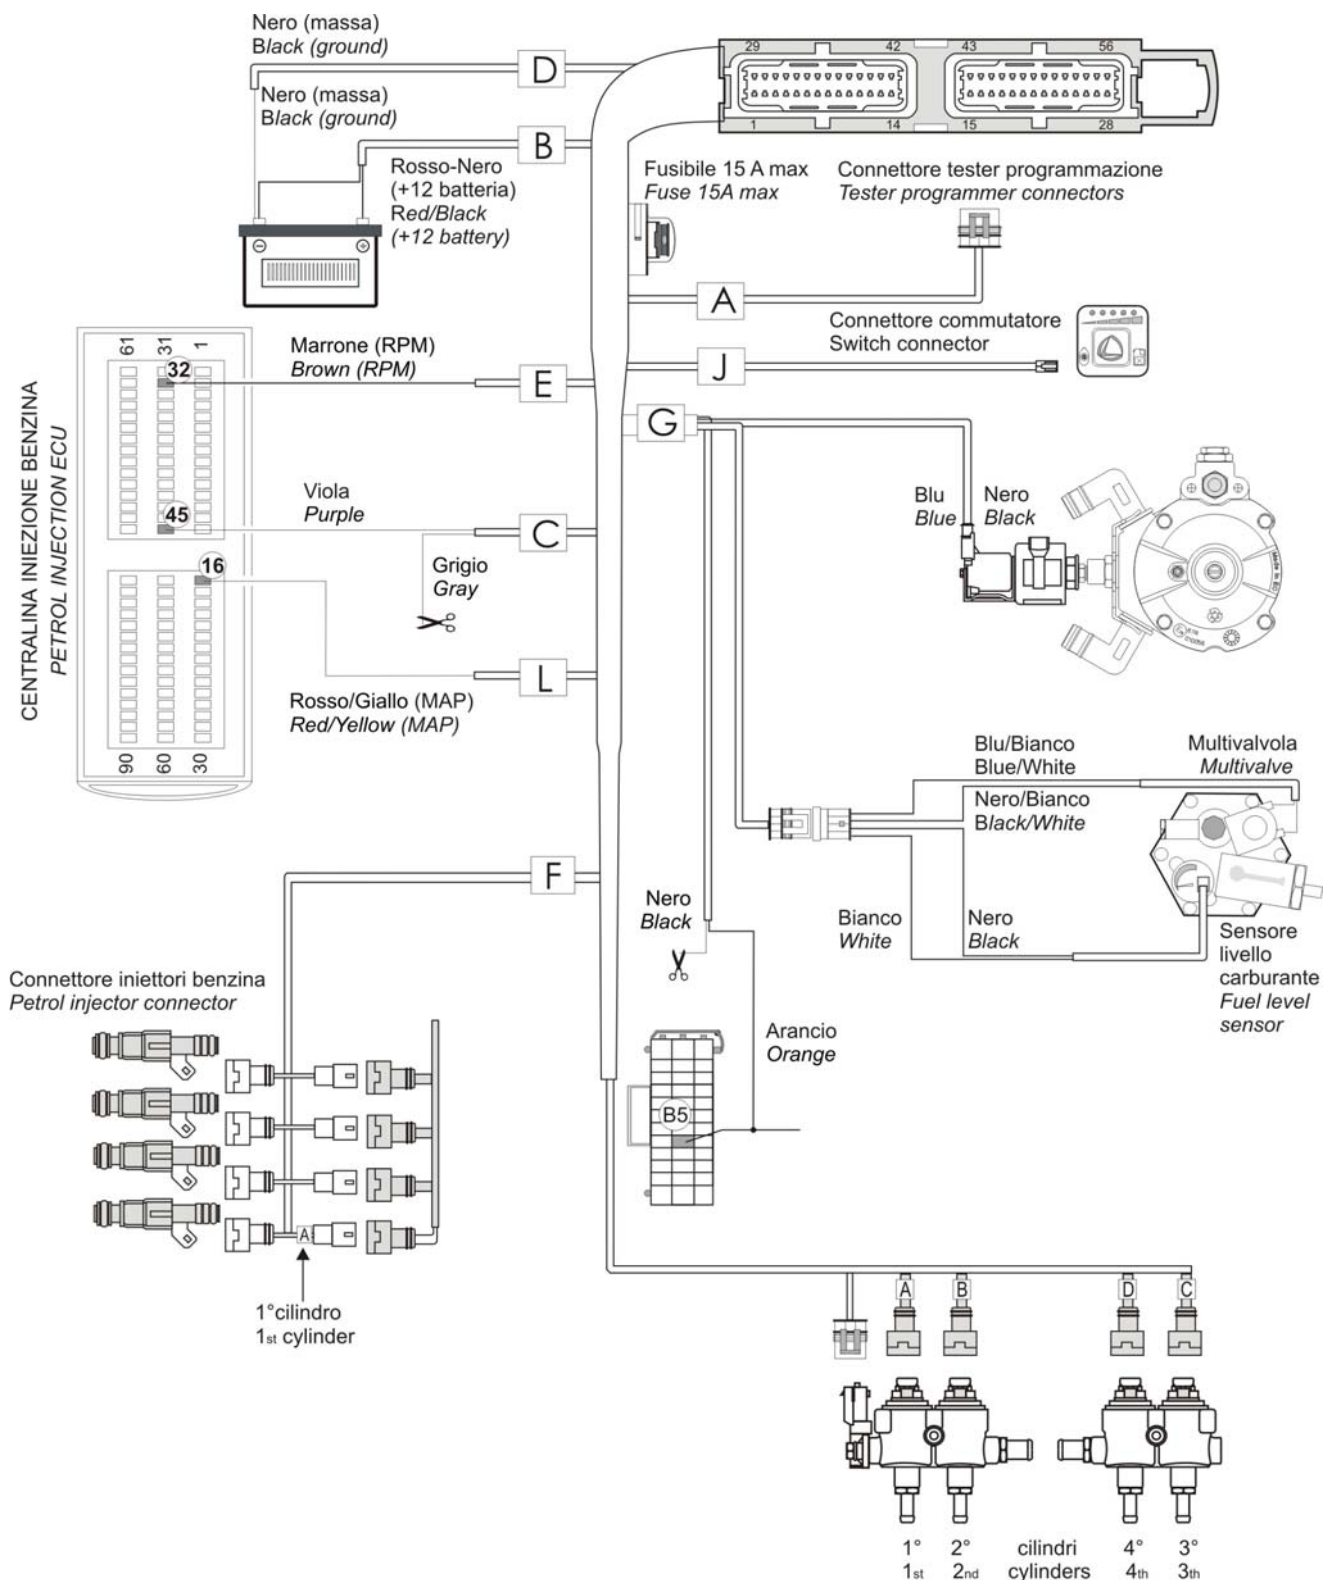 Nero (massa)
Black (ground)
D
29
42
43
56
Nero (massa)
Black (ground)
1
14
15
28
B
Rosso-Nero
(+12 batteria)
Red/Black
(+12 battery)
Fusibile 15 A max
Fuse 15A max
Connettore tester programmazione
Tester programmer connectors
A
Connettore commutatore
Switch connector
J
CENTRALINA INIEZIONE BENZINA
PETROL INJECTION ECU
61
31
1
32
Marrone (RPM)
Brown (RPM)
E
G
45
Viola
Purple
C
Blu
Blue
Nero
Black
Made in EC
16
Grigio
Gray
L
Rosso/Giallo (MAP)
Red/Yellow (MAP)
90
60
30
Blu/Bianco
Blue/White
Multivalvola
Multivalve
Nero/Bianco
Black/White
F
Nero
Black
Bianco
White
Nero
Black
Sensore
livello
carburante
Fuel level
sensor
Connettore iniettori benzina
Petrol injector connector
Arancio
Orange
B5
A
1°cilindro
1st cylinder
A
B
D
C
1°
2°
cilindri
4°
3°
1st
2nd
cylinders
4th
3th